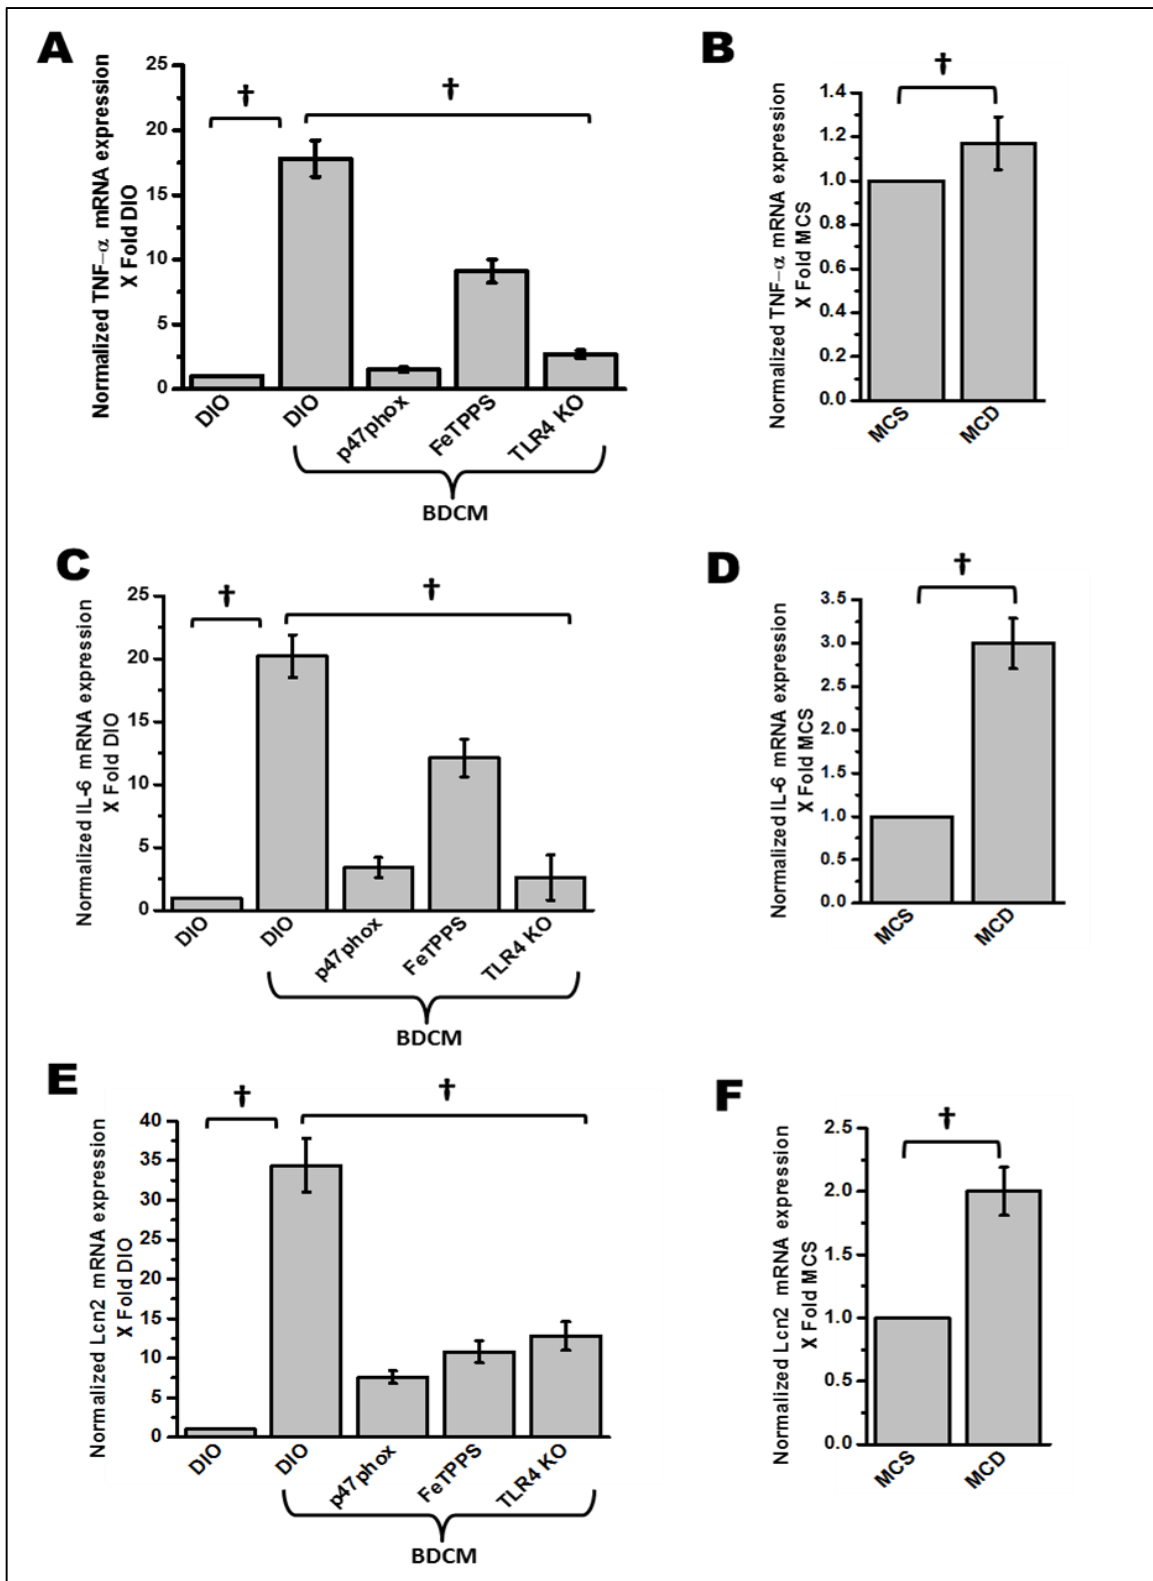 A
Normalized TNF-α mRNA expression
X Fold DIO
25
20
15
10
5
0
†
†
DIO
DIO
p47phox
FeTPPS
TLR4 KO
BDCM
B
Normalized TNF-α mRNA expression
X Fold MCS
1.4
1.2
1.0
0.8
0.6
0.4
0.2
0.0
†
MCS
MCD
C
Normalized IL-6 mRNA expression
X Fold DIO
25
20
15
10
5
0
†
†
DIO
DIO
p47phox
FeTPPS
TLR4 KO
BDCM
D
Normalized IL-6 mRNA expression
X Fold MCS
3.5
3.0
2.5
2.0
1.5
1.0
0.5
0.0
†
MCS
MCD
E
Normalized Lcn2 mRNA expression
X Fold DIO
40
35
30
25
20
15
10
5
0
†
†
DIO
DIO
p47phox
FeTPPS
TLR4 KO
BDCM
F
Normalized Lcn2 mRNA expression
X Fold MCS
2.5
2.0
1.5
1.0
0.5
0.0
†
MCS
MCD